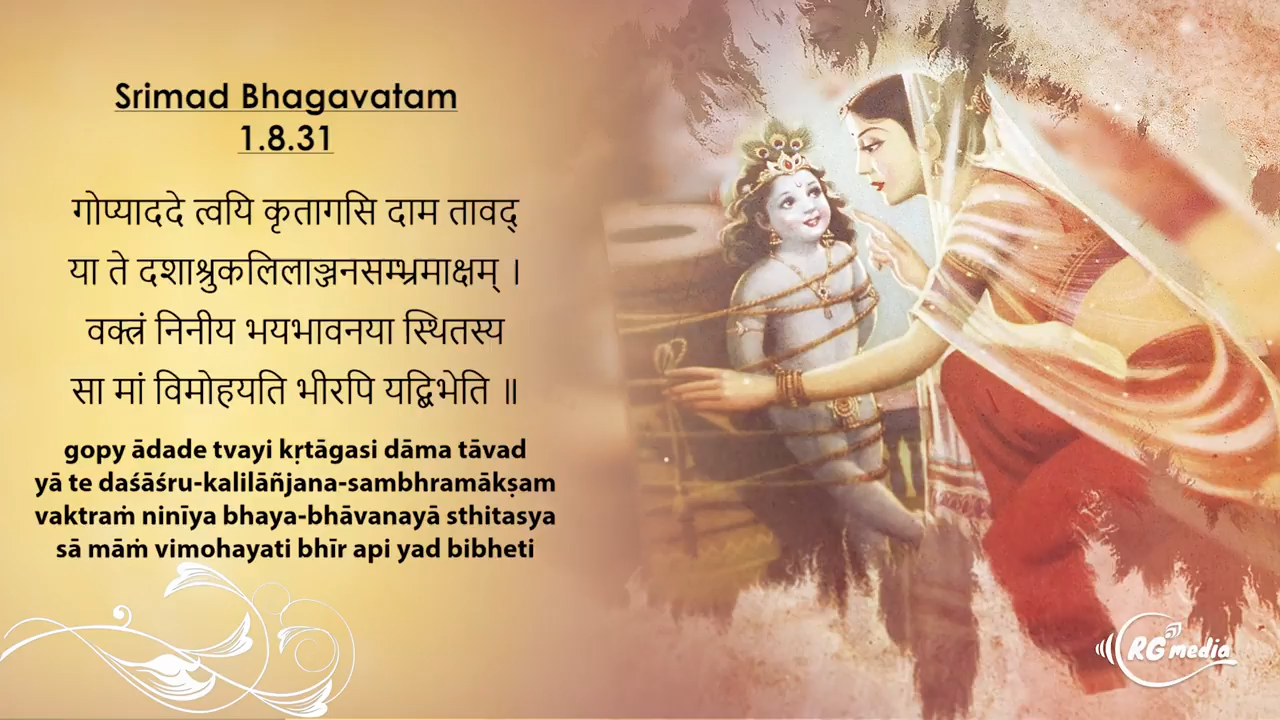 Srimad Bhagavatam
1.8.31
गोप्याददे त्वयि कृतागसि दाम तावद्
या ते दशाश्रुकलिलाञ्जनसम्भ्रमाक्षम् ।
वक्त्रं निनीय भयभावनया स्थितस्य
सा मां विमोहयति भीरपि यद्बिभेति ॥
gopy ādade tvayi kṛtāgasi dāma tāvad
yā te daśāśru-kalilāñjana-sambhramākṣam
vaktraṁ ninīya bhaya-bhāvanayā sthitasya
sā māṁ vimohayati bhīr api yad bibheti
RG media